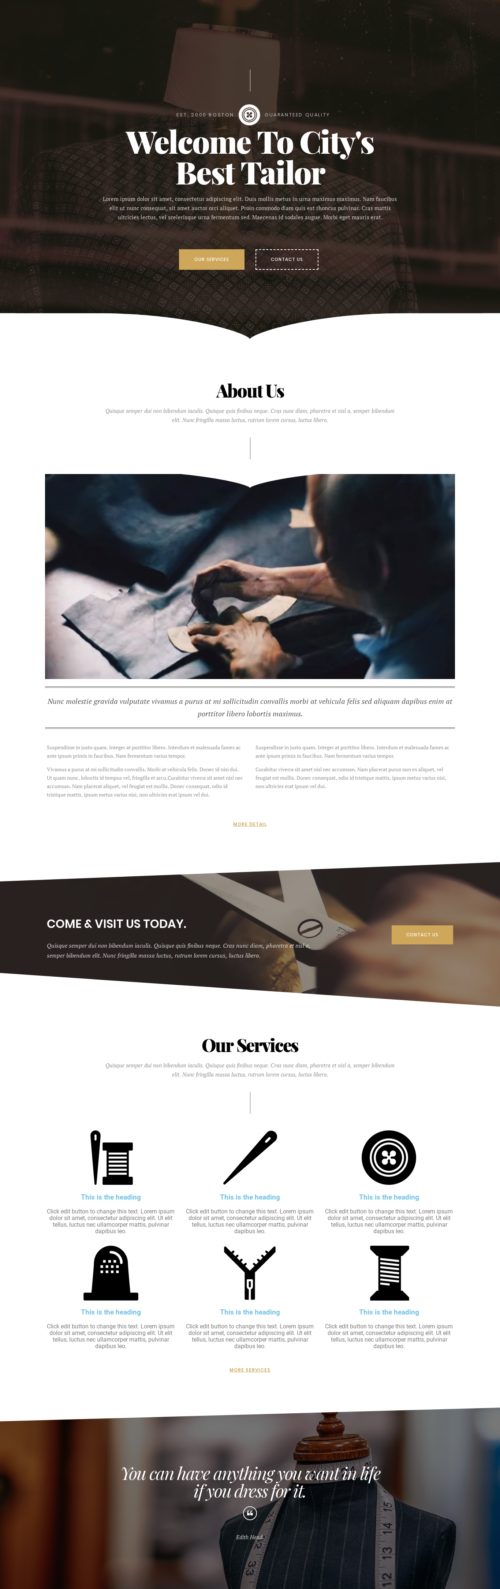 EST. 2000 BOSTON
GUARANTEED QUALITY
Welcome To City's
Best Tailor
Lorem ipsum dolor sit amet, consectetur adipiscing elit. Duis mollis metus in urna maximus maximus. Nam faucibus
elit ut nunc consequat, sit amet auctor orci aliquet. Proin commodo diam quis est rhoncus pulvinar. Cras mattis
ultricies lectus, vel scelerisque urna fermentum sed. Maecenas id sodales augue. Morbi eget mauris erat.
OUR SERVICES
CONTACT US
About Us
Quisque semper dui non bibendum iaculis. Quisque quis finibus neque. Cras nunc diam, pharetra et nisl a, semper bibendum
elit. Nunc fringilla massa luctus, rutrum lorem cursus, luctus libero.
Nunc molestie gravida vulputate vivamus a purus at mi sollicitudin convallis morbi at vehicula felis sed aliquam dapibus enim at
porttitor libero lobortis maximus.
Suspendisse in justo quam. Integer at porttitor libero. Interdum et malesuada fames ac
ante ipsum primis in faucibus. Nam fermentum varius tempor.
Vivamus a purus at mi sollicitudin convallis. Morbi at vehicula felis. Donec id nisi dui.
Ut quam nunc, lobortis id tempus vel, fringilla et arcu. Curabitur viverra sit amet nisl nec
accumsan. Nam placerat aliquet, vel feugiat est mollis. Donec consequat, odio id
tristique mattis, ipsum metus varius nisi, non ultricies erat ipsum vel dui.
Suspendisse in justo quam. Integer at porttitor libero. Interdum et malesuada fames ac
ante ipsum primis in faucibus. Nam fermentum varius tempor.
Curabitur viverra sit amet nisl nec accumsan. Nam placerat purus non ex aliquet, vel
feugiat est mollis. Donec consequat, odio id tristique mattis, ipsum metus varius nisi,
non ultricies erat ipsum vel dui.
MORE DETAIL
COME & VISIT US TODAY.
Quisque semper dui non bibendum iaculis. Quisque quis finibus neque. Cras nunc diam, pharetra et nisl a,
semper bibendum elit. Nunc fringilla massa luctus, rutrum lorem cursus, luctus libero.
CONTACT US
Our Services
Quisque semper dui non bibendum iaculis. Quisque quis finibus neque. Cras nunc diam, pharetra et nisl a, semper bibendum
elit. Nunc fringilla massa luctus, rutrum lorem cursus, luctus libero.
This is the heading
Click edit button to change this text. Lorem ipsum
dolor sit amet, consectetur adipiscing elit. Ut elit
tellus, luctus nec ullamcorper mattis, pulvinar
dapibus leo.
This is the heading
Click edit button to change this text. Lorem ipsum
dolor sit amet, consectetur adipiscing elit. Ut elit
tellus, luctus nec ullamcorper mattis, pulvinar
dapibus leo.
This is the heading
Click edit button to change this text. Lorem ipsum
dolor sit amet, consectetur adipiscing elit. Ut elit
tellus, luctus nec ullamcorper mattis, pulvinar
dapibus leo.
This is the heading
Click edit button to change this text. Lorem ipsum
dolor sit amet, consectetur adipiscing elit. Ut elit
tellus, luctus nec ullamcorper mattis, pulvinar
dapibus leo.
This is the heading
Click edit button to change this text. Lorem ipsum
dolor sit amet, consectetur adipiscing elit. Ut elit
tellus, luctus nec ullamcorper mattis, pulvinar
dapibus leo.
This is the heading
Click edit button to change this text. Lorem ipsum
dolor sit amet, consectetur adipiscing elit. Ut elit
tellus, luctus nec ullamcorper mattis, pulvinar
dapibus leo.
MORE SERVICES
You can have anything you want in life
if you dress for it.
Edith Head
33
12 13 14 15